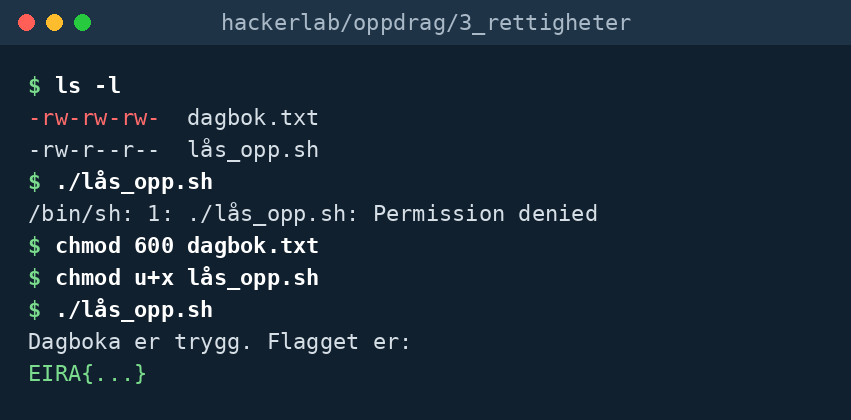 hackerlab/oppdrag/3_rettigheter
$ ls -l
-rw-rw-rw-  dagbok.txt
-rw-r--r--  lås_opp.sh
$ ./lås_opp.sh
/bin/sh: 1: ./lås_opp.sh: Permission denied
$ chmod 600 dagbok.txt
$ chmod u+x lås_opp.sh
$ ./lås_opp.sh
Dagboka er trygg. Flagget er:
EIRA{...}